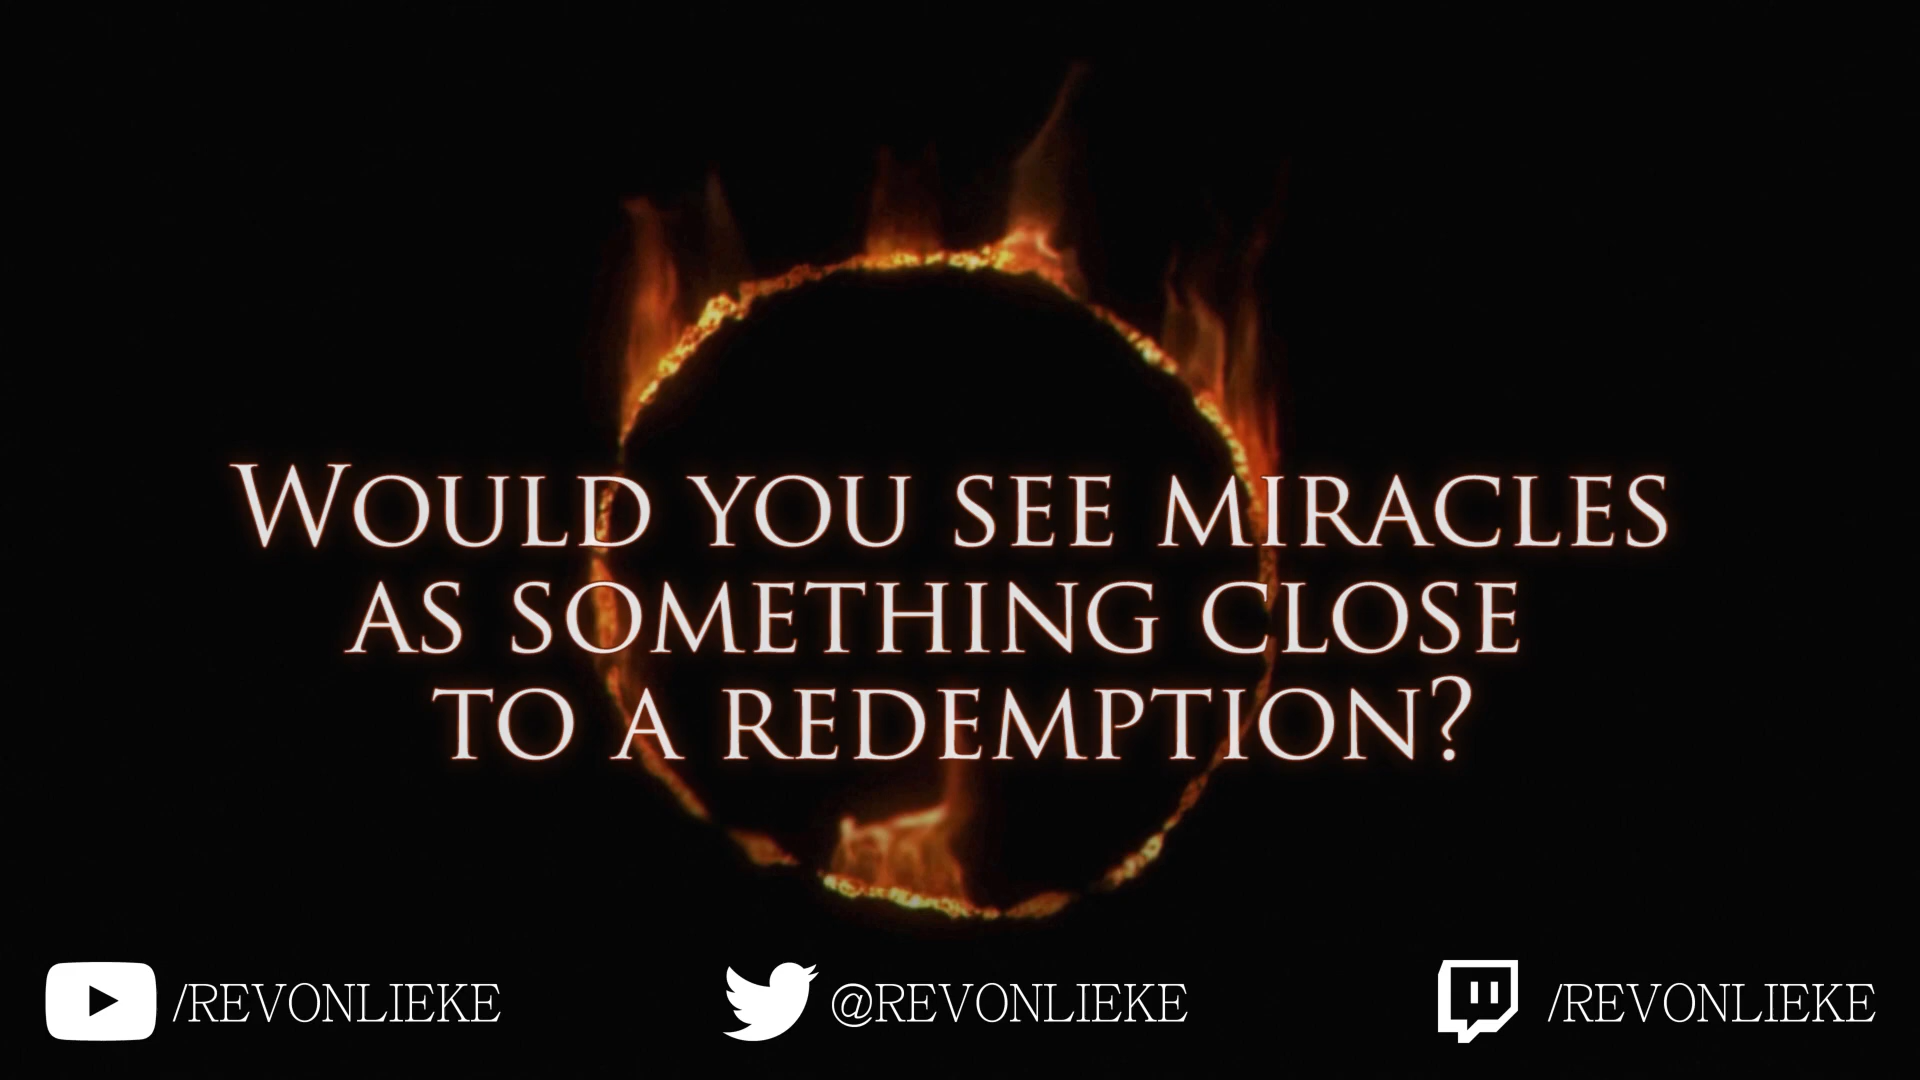 Would you see miracles
as something close
to a redemption?
/REVONLIEKE
@REVONLIEKE
/REVONLIEKE